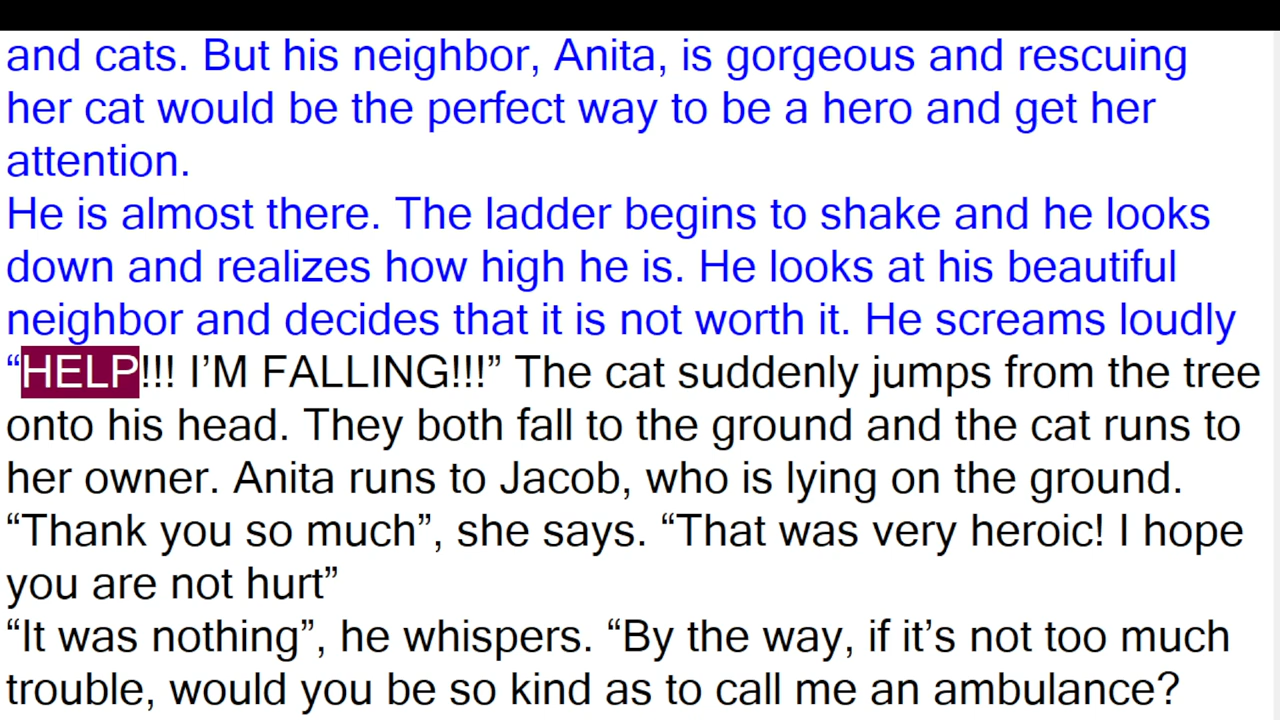 and cats. But his neighbor, Anita, is gorgeous and rescuing
her cat would be the perfect way to be a hero and get her
attention.
He is almost there. The ladder begins to shake and he looks
down and realizes how high he is. He looks at his beautiful
neighbor and decides that it is not worth it. He screams loudly
“HELP!!! I’M FALLING!!!” The cat suddenly jumps from the tree
onto his head. They both fall to the ground and the cat runs to
her owner. Anita runs to Jacob, who is lying on the ground.
“Thank you so much”, she says. “That was very heroic! I hope
you are not hurt”
“It was nothing”, he whispers. “By the way, if it’s not too much
trouble, would you be so kind as to call me an ambulance?